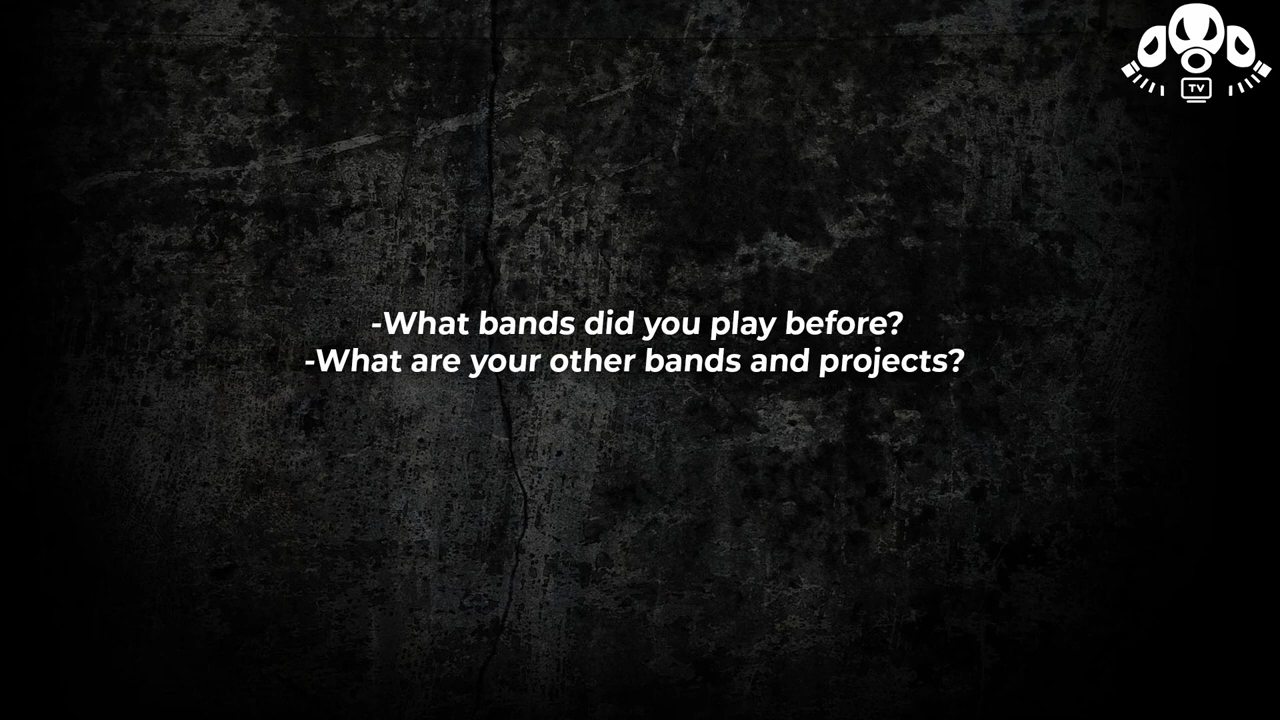 TV
-What bands did you play before?
-What are your other bands and projects?